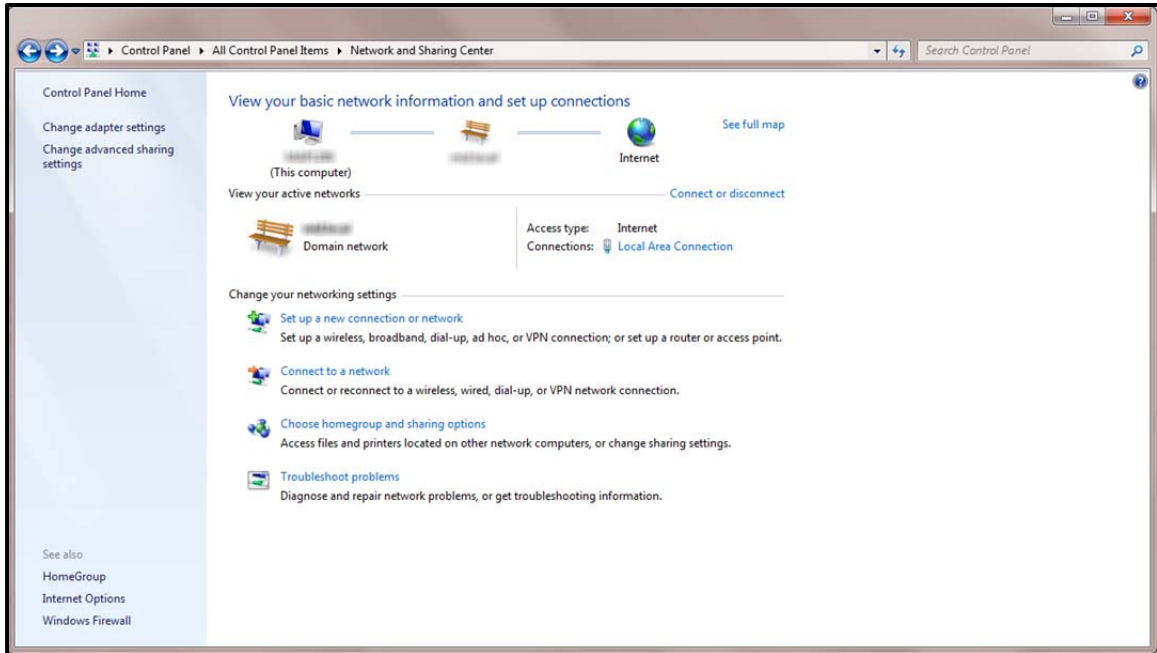 Control Panel ▸ All Control Panel Items ▸ Network and Sharing Center
Search Control Panel
Control Panel Home
Change adapter settings
Change advanced sharing
settings
View your basic network information and set up connections
See full map
(This computer)
Internet
View your active networks
Connect or disconnect
Domain network
Access type: Internet
Connections: Local Area Connection
Change your networking settings
Set up a new connection or network
Set up a wireless, broadband, dial-up, ad hoc, or VPN connection; or set up a router or access point.
Connect to a network
Connect or reconnect to a wireless, wired, dial-up, or VPN network connection.
Choose homegroup and sharing options
Access files and printers located on other network computers, or change sharing settings.
Troubleshoot problems
Diagnose and repair network problems, or get troubleshooting information.
See also
HomeGroup
Internet Options
Windows Firewall